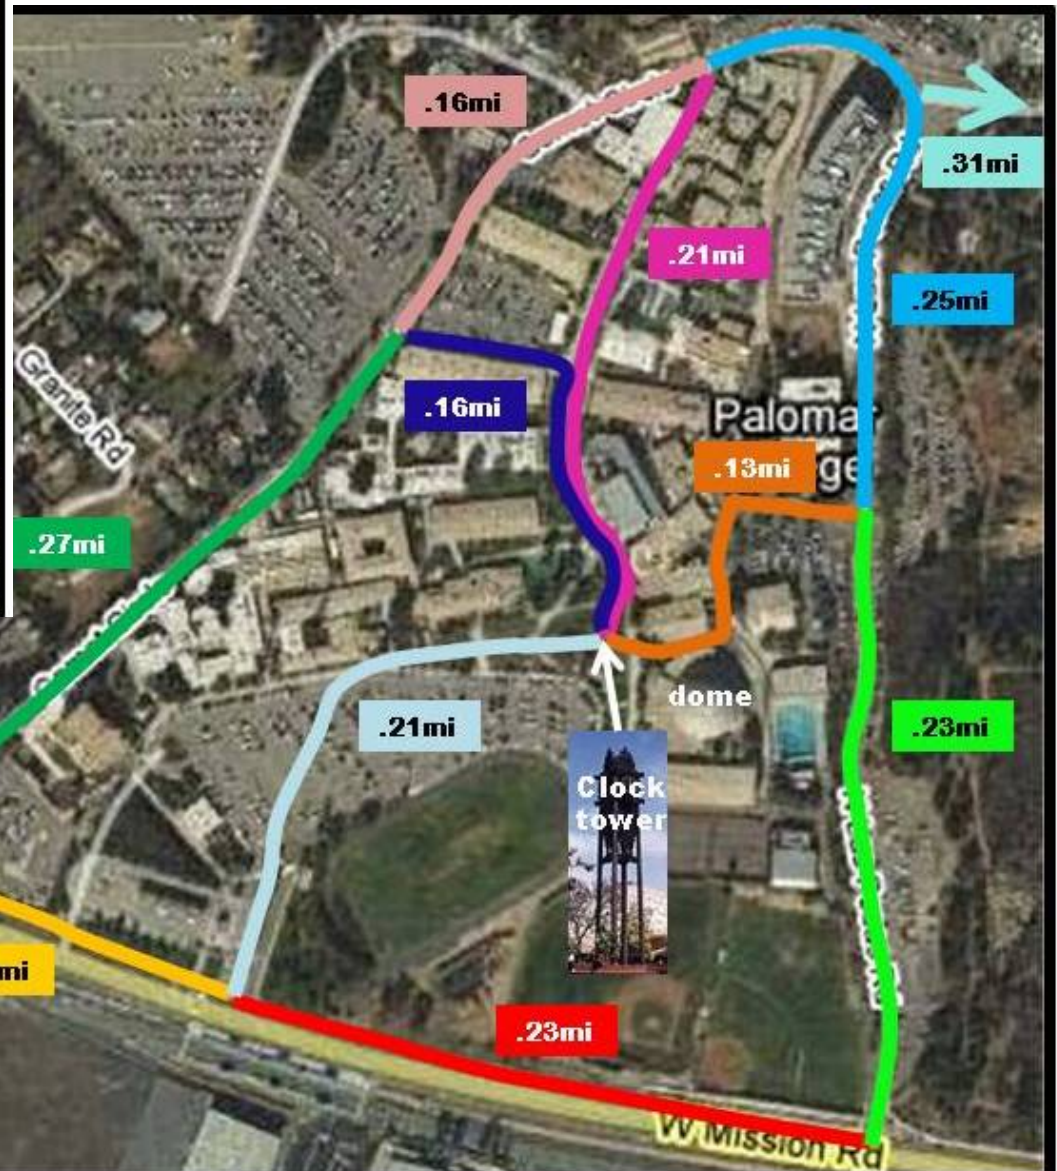 .16mi
.31mi
.21mi
.25mi
Granite Rd
.16mi
Palomar
.13mi
ge
.27mi
dome
.21mi
.23mi
Clock
tower
mi
.23mi
W Mission Rd